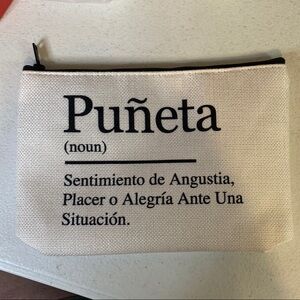 Puñeta
(noun)
Sentimiento de Angustia,
Placer o Alegría Ante Una
Situación.